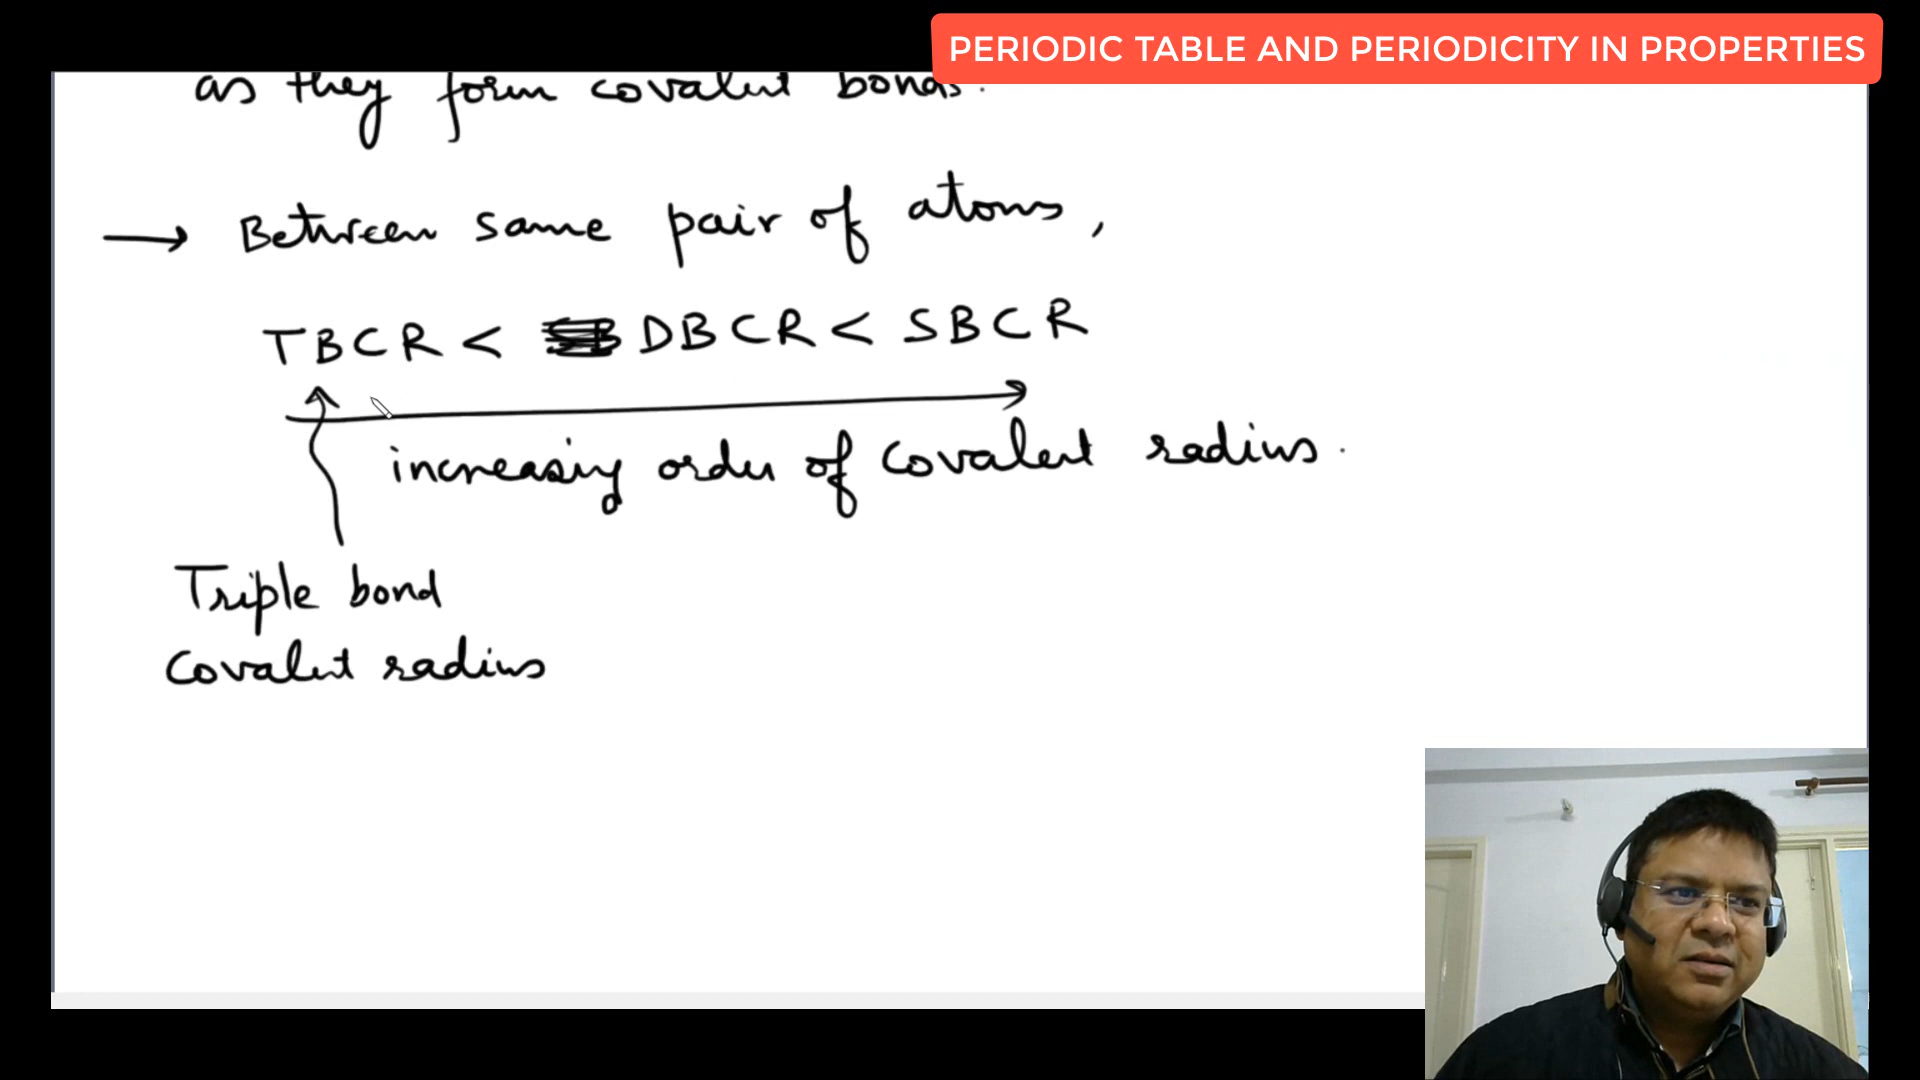 PERIODIC TABLE AND PERIODICITY IN PROPERTIES
as they form covalent bonds.
→ Between same pair of atoms,
TBCR < DBCR < SBCR
increasing order of covalent radius.
Triple bond
Covalent radius